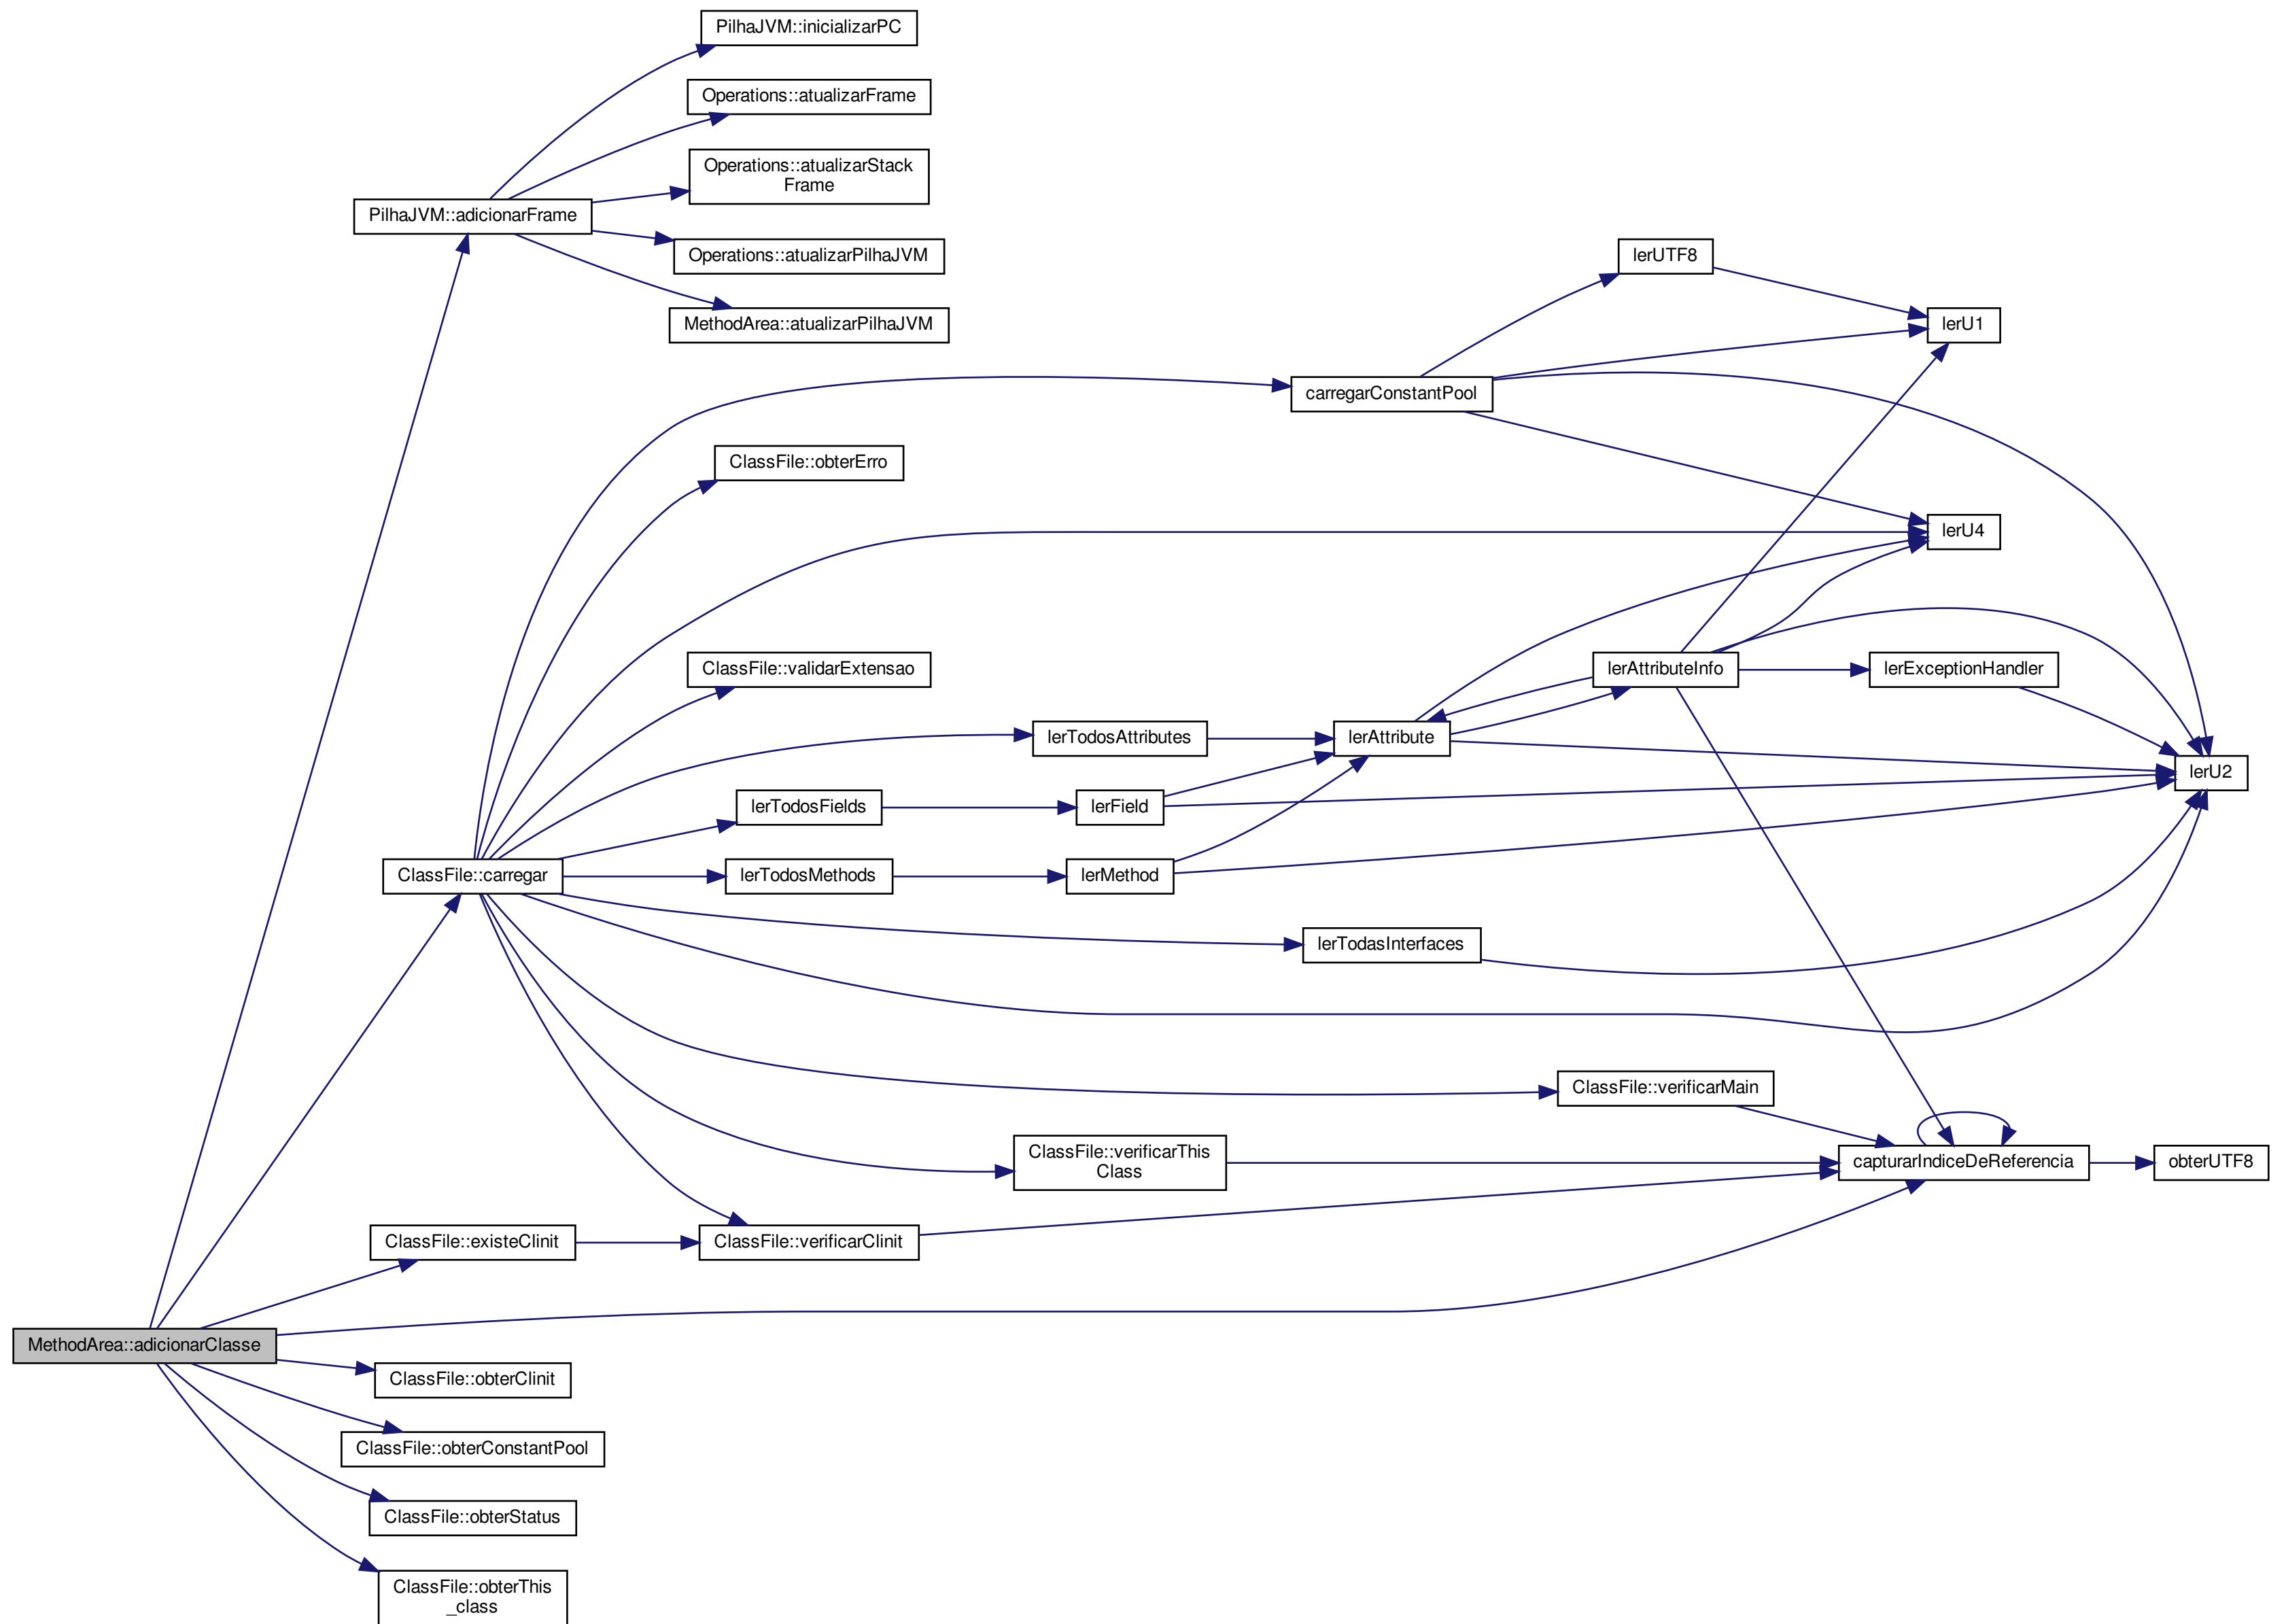 PilhaJVM::inicializarPC
Operations::atualizarFrame
Operations::atualizarStack
Frame
PilhaJVM::adicionarFrame
Operations::atualizarPilhaJVM
lerUTF8
MethodArea::atualizarPilhaJVM
lerU1
carregarConstantPool
ClassFile::obterErro
lerU4
ClassFile::validarExtensao
lerAttributeInfo
lerExceptionHandler
lerTodosAttributes
lerAttribute
lerU2
lerTodosFields
lerField
ClassFile::carregar
lerTodosMethods
lerMethod
lerTodasInterfaces
ClassFile::verificarMain
ClassFile::verificarThis
Class
capturarIndiceDeReferencia
obterUTF8
ClassFile::existeClinit
ClassFile::verificarClinit
MethodArea::adicionarClasse
ClassFile::obterClinit
ClassFile::obterConstantPool
ClassFile::obterStatus
ClassFile::obterThis
_class